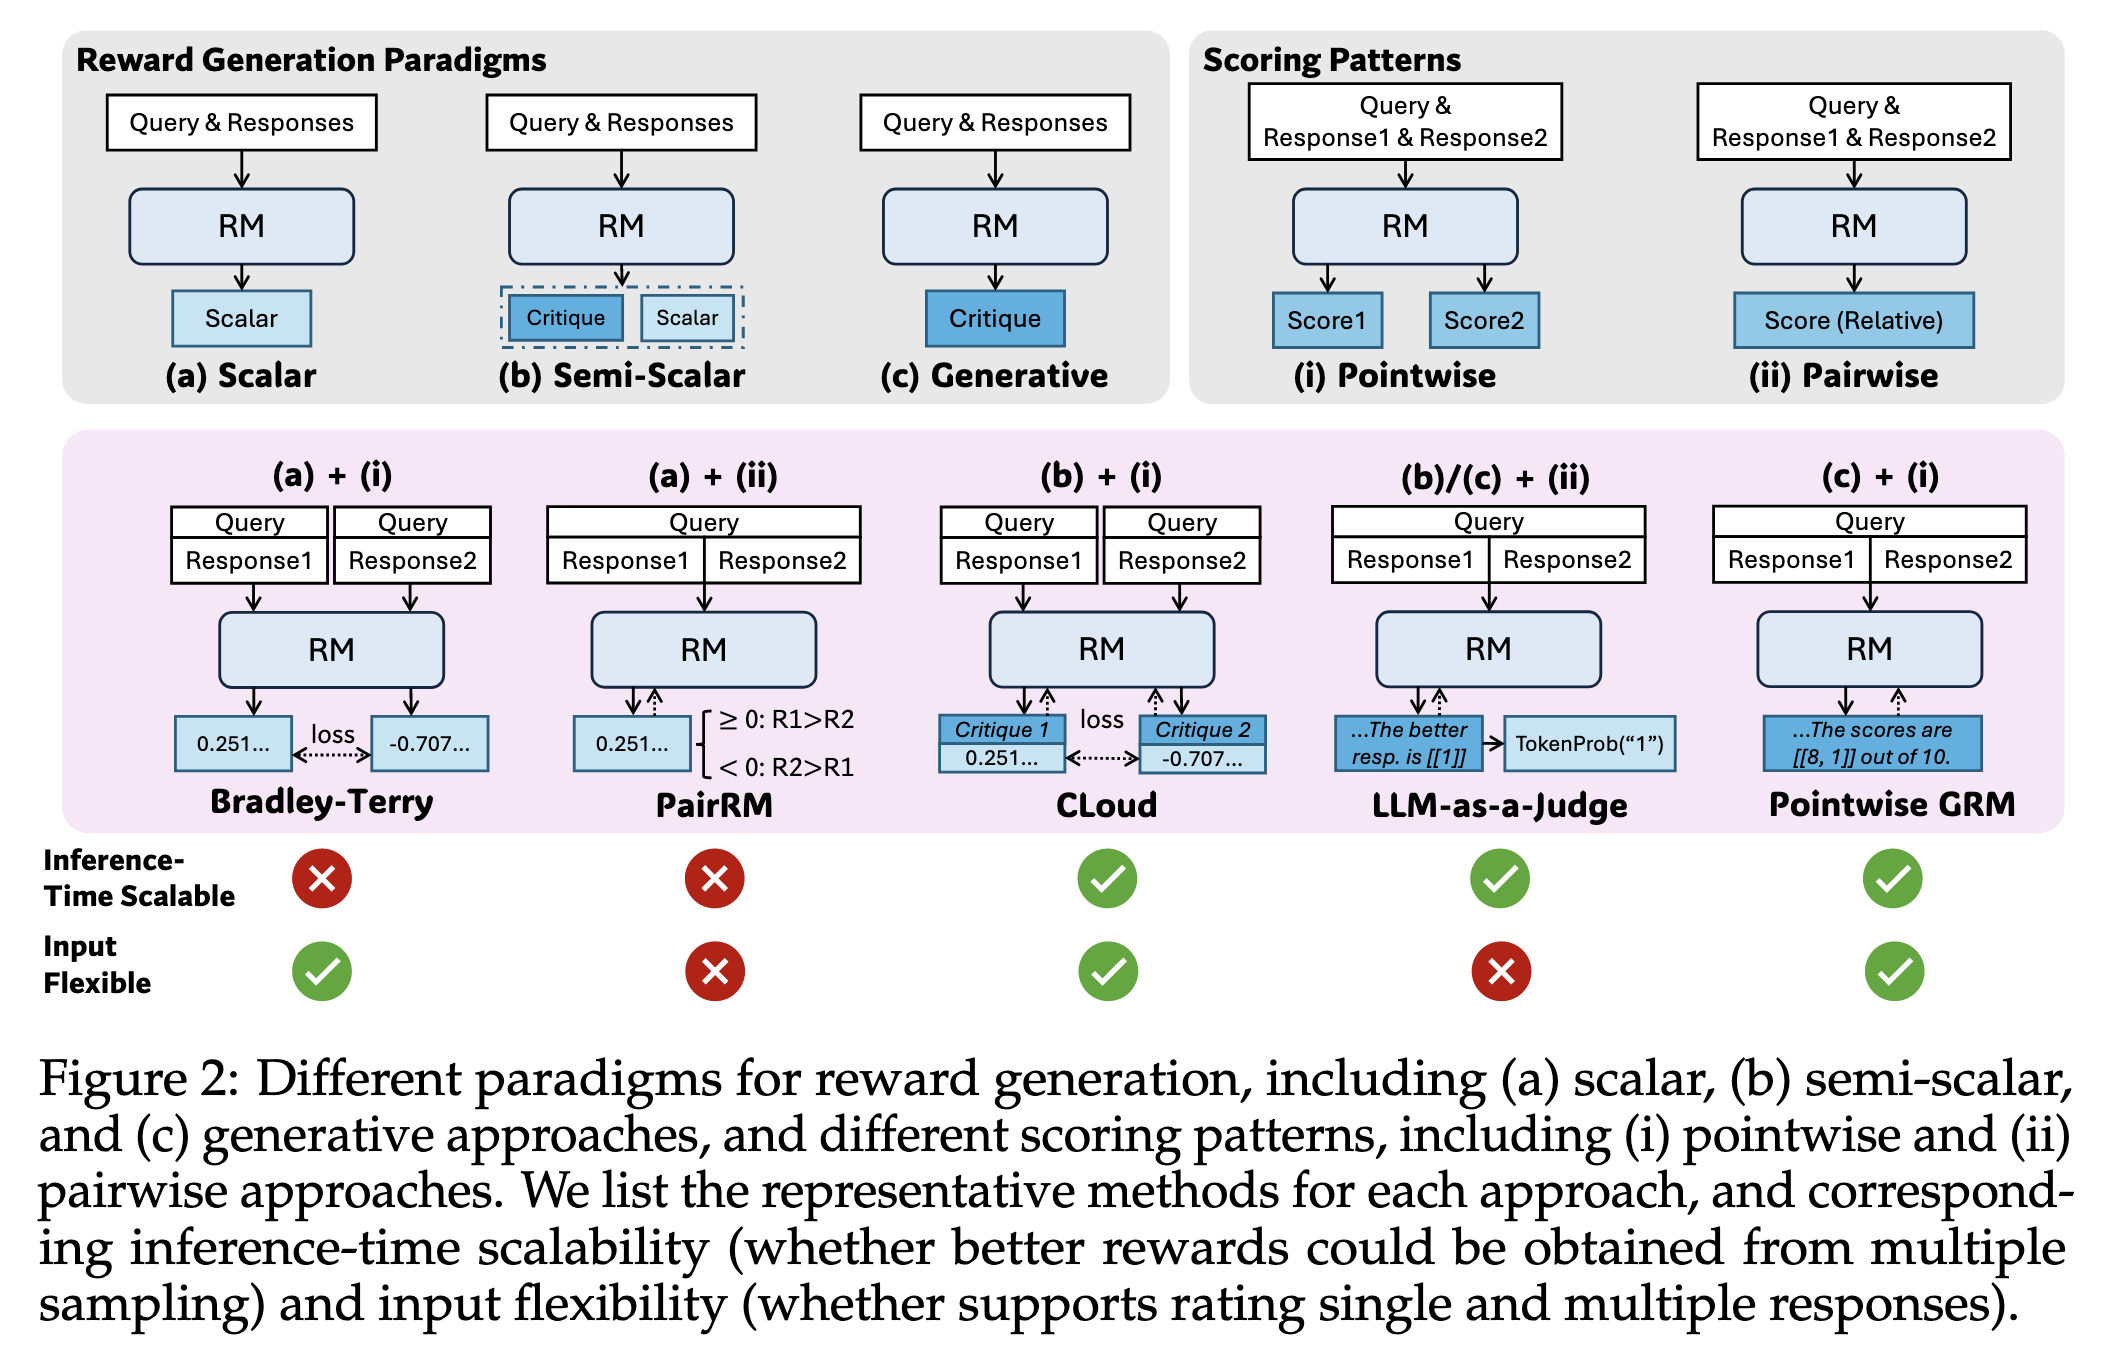 Reward Generation Paradigms
Query & Responses
RM
Scalar
(a) Scalar
Query & Responses
RM
Critique
Scalar
(b) Semi-Scalar
Query & Responses
RM
Critique
(c) Generative
Scoring Patterns
Query &
Response1 & Response2
RM
Score1
Score2
(i) Pointwise
Query &
Response1 & Response2
RM
Score (Relative)
(ii) Pairwise
(a) + (i)
Query
Response1
Query
Response2
RM
0.251...
loss
-0.707...
Bradley-Terry
(a) + (ii)
Query
Response1
Response2
RM
0.251...
≥ 0: R1>R2
< 0: R2>R1
PairRM
(b) + (i)
Query
Response1
Query
Response2
RM
Critique 1
0.251...
loss
Critique 2
-0.707...
CLoud
(b)/(c) + (ii)
Query
Response1
Response2
RM
...The better
resp. is [[1]]
TokenProb(“1”)
LLM-as-a-Judge
(c) + (i)
Query
Response1
Response2
RM
...The scores are
[[8, 1]] out of 10.
Pointwise GRM
Inference-
Time Scalable
Input
Flexible
Figure 2: Different paradigms for reward generation, including (a) scalar, (b) semi-scalar,
and (c) generative approaches, and different scoring patterns, including (i) pointwise and (ii)
pairwise approaches. We list the representative methods for each approach, and correspond-
ing inference-time scalability (whether better rewards could be obtained from multiple
sampling) and input flexibility (whether supports rating single and multiple responses).